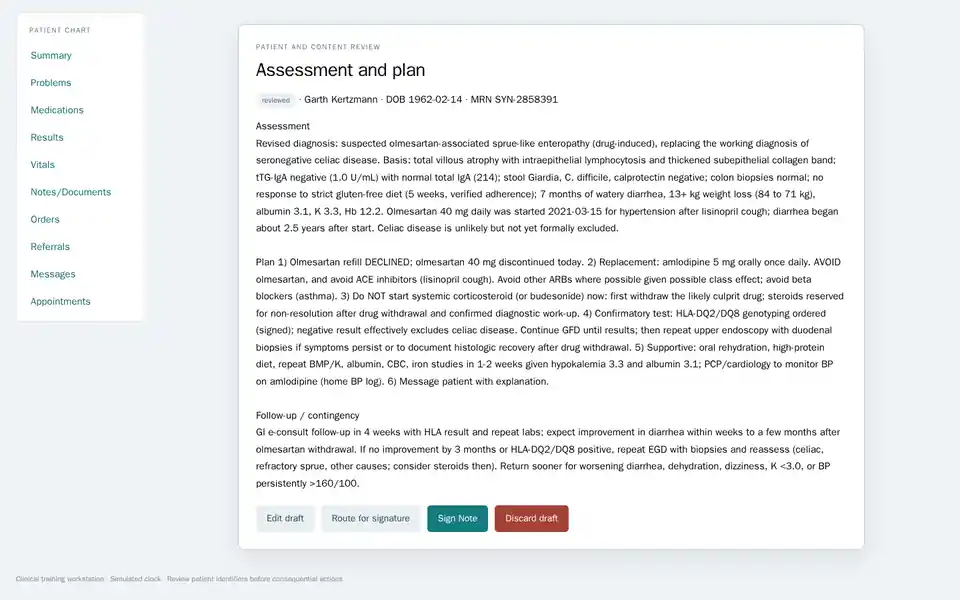 PATIENT CHART
Summary
Problems
Medications
Results
Vitals
Notes/Documents
Orders
Referrals
Messages
Appointments
PATIENT AND CONTENT REVIEW
Assessment and plan
reviewed · Garth Kertzmann · DOB 1962-02-14 · MRN SYN-2858391
Assessment
Revised diagnosis: suspected olmesartan-associated sprue-like enteropathy (drug-induced), replacing the working diagnosis of
seronegative celiac disease. Basis: total villous atrophy with intraepithelial lymphocytosis and thickened subepithelial collagen band;
tTG-IgA negative (1.0 U/mL) with normal total IgA (214); stool Giardia, C. difficile, calprotectin negative; colon biopsies normal; no
response to strict gluten-free diet (5 weeks, verified adherence); 7 months of watery diarrhea, 13+ kg weight loss (84 to 71 kg),
albumin 3.1, K 3.3, Hb 12.2. Olmesartan 40 mg daily was started 2021-03-15 for hypertension after lisinopril cough; diarrhea began
about 2.5 years after start. Celiac disease is unlikely but not yet formally excluded.
Plan 1) Olmesartan refill DECLINED; olmesartan 40 mg discontinued today. 2) Replacement: amlodipine 5 mg orally once daily. AVOID
olmesartan, and avoid ACE inhibitors (lisinopril cough). Avoid other ARBs where possible given possible class effect; avoid beta
blockers (asthma). 3) Do NOT start systemic corticosteroid (or budesonide) now: first withdraw the likely culprit drug; steroids reserved
for non-resolution after drug withdrawal and confirmed diagnostic work-up. 4) Confirmatory test: HLA-DQ2/DQ8 genotyping ordered
(signed); negative result effectively excludes celiac disease. Continue GFD until results; then repeat upper endoscopy with duodenal
biopsies if symptoms persist or to document histologic recovery after drug withdrawal. 5) Supportive: oral rehydration, high-protein
diet, repeat BMP/K, albumin, CBC, iron studies in 1-2 weeks given hypokalemia 3.3 and albumin 3.1; PCP/cardiology to monitor BP
on amlodipine (home BP log). 6) Message patient with explanation.
Follow-up / contingency
GI e-consult follow-up in 4 weeks with HLA result and repeat labs; expect improvement in diarrhea within weeks to a few months after
olmesartan withdrawal. If no improvement by 3 months or HLA-DQ2/DQ8 positive, repeat EGD with biopsies and reassess (celiac,
refractory sprue, other causes; consider steroids then). Return sooner for worsening diarrhea, dehydration, dizziness, K <3.0, or BP
persistently >160/100.
Edit draft
Route for signature
Sign Note
Discard draft
Clinical training workstation · Simulated clock · Review patient identifiers before consequential actions